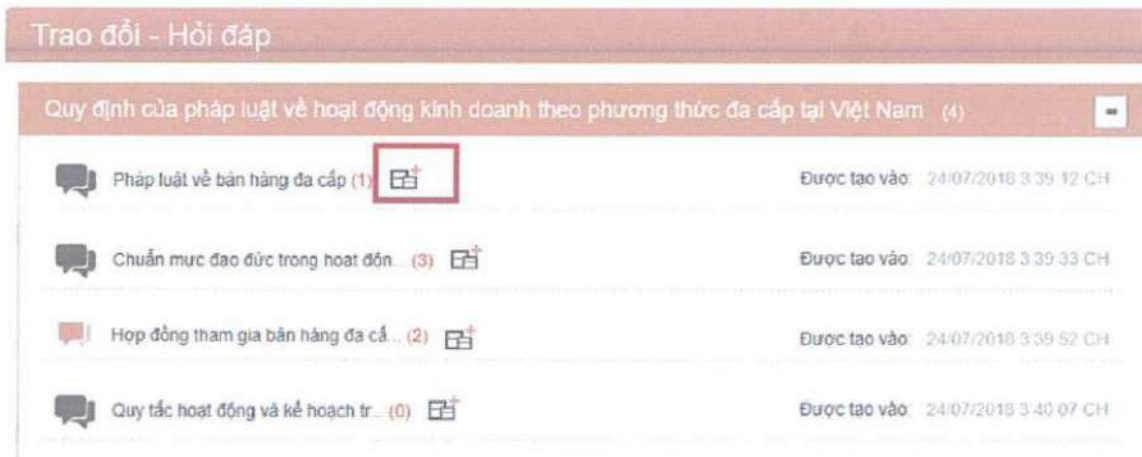 Trao đổi - Hỏi đáp
Quy định của pháp luật về hoạt động kinh doanh theo phương thức đa cấp tại Việt Nam (4)
Pháp luật về bán hàng đa cấp (1) Được tạo vào: 24/07/2018 3:39:12 CH
Chuẩn mực đạo đức trong hoạt độn... (3) Được tạo vào: 24/07/2018 3:39:33 CH
Hợp đồng tham gia bán hàng đa cấ... (2) Được tạo vào: 24/07/2018 3:39:52 CH
Quy tắc hoạt động và kế hoạch tr... (0) Được tạo vào: 24/07/2018 3:40:07 CH